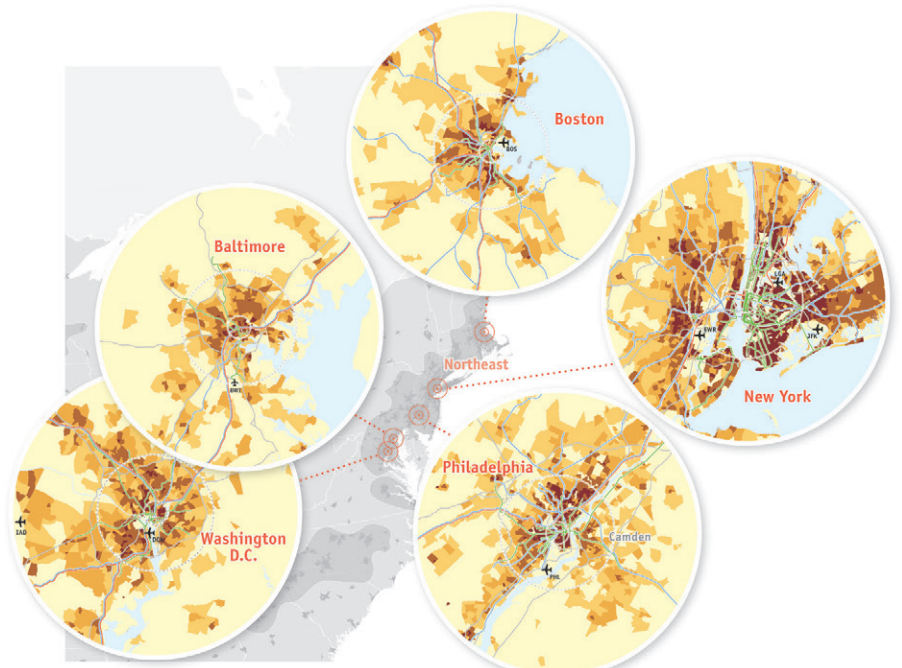 Boston
BOS
Baltimore
BWI
LGA
EWR
JFK
New York
Northeast
Philadelphia
Camden
PHL
IAD
DCA
Washington
D.C.